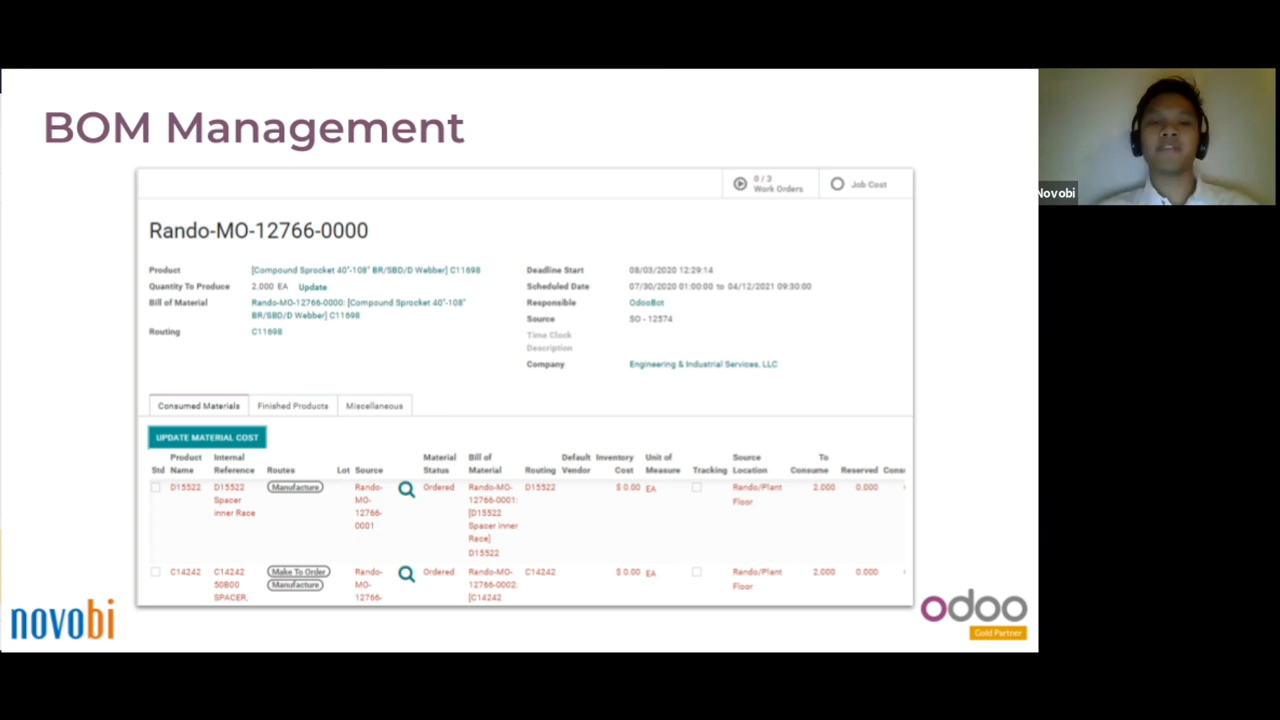 BOM Management
0 / 3
Work Orders
Job Cost
Rando-MO-12766-0000
Product
[Compound Sprocket 40"-108" BR/SBD/D Webber] C11698
Quantity To Produce
2.000 EA Update
Bill of Material
Rando-MO-12766-0000: [Compound Sprocket 40"-108"
BR/SBD/D Webber] C11698
Routing
C11698
Deadline Start
08/03/2020 12:29:14
Scheduled Date
07/30/2020 01:00:00 to 04/12/2021 09:30:00
Responsible
OdooBot
Source
SO - 12574
Time Clock
Description
Company
Engineering & Industrial Services, LLC
Consumed Materials
Finished Products
Miscellaneous
UPDATE MATERIAL COST
Product Internal Material Bill of Default Inventory Unit of Source To
Std Name Reference Routes Lot Source Status Material Routing Vendor Cost Measure Tracking Location Consume Reserved Consu
D15522 D15522 Manufacture Rando- Ordered Rando-MO- D15522 $ 0.00 EA Rando/Plant 2.000 0.000
Spacer MO- 12766-0001: Floor
inner Race 12766- [D15522
0001 Spacer inner
Race]
D15522
C14242 C14242 Make To Order Rando- Ordered Rando-MO- C14242 $ 0.00 EA Rando/Plant 2.000 0.000
50B00 Manufacture MO- 12766-0002: Floor
SPACER, 12766- [C14242
novobi
odoo
Gold Partner
Novobi